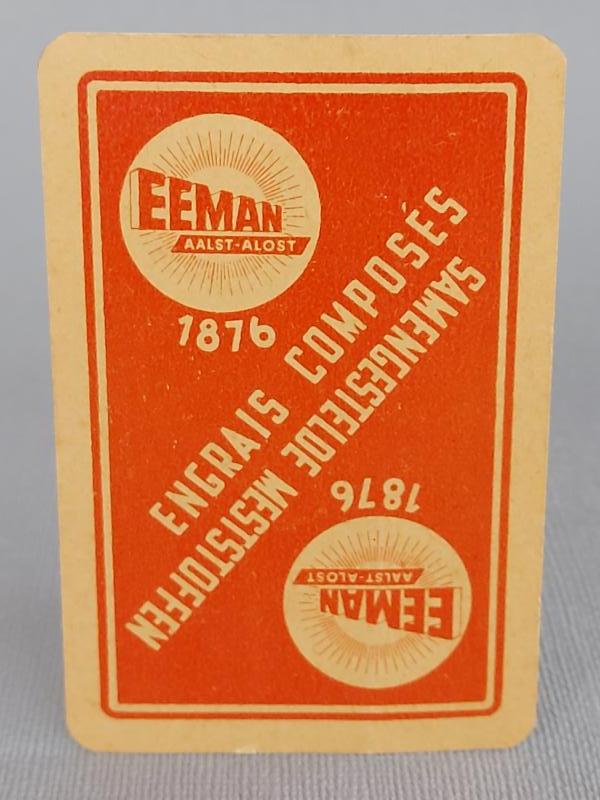 EEMAN
AALST-ALOST
1876
ENGRAIS COMPOSÉS
SAMENGESTELDE MESTSTOFFEN
1876
EEMAN
AALST-ALOST